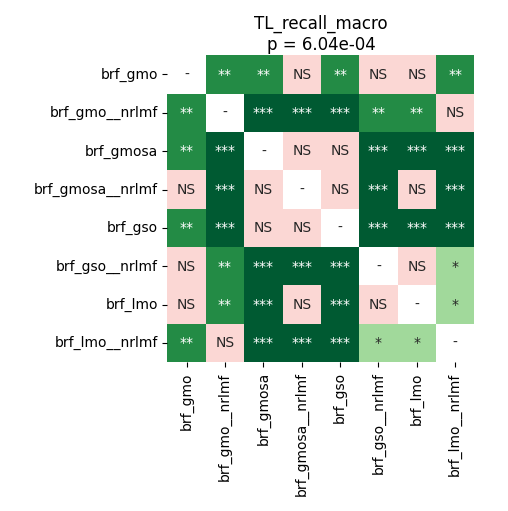 TL_recall_macro
p = 6.04e-04
brf_gmo - ** ** NS ** NS NS **
brf_gmo__nrlmf ** - *** *** *** ** ** NS
brf_gmosa ** *** - NS NS *** *** ***
brf_gmosa__nrlmf NS *** NS - NS *** NS ***
brf_gso ** *** NS NS - *** *** ***
brf_gso__nrlmf NS ** *** *** *** - NS *
brf_lmo NS ** *** NS *** NS - *
brf_lmo__nrlmf ** NS *** *** *** * * -
brf_gmo
brf_gmo__nrlmf
brf_gmosa
brf_gmosa__nrlmf
brf_gso
brf_gso__nrlmf
brf_lmo
brf_lmo__nrlmf